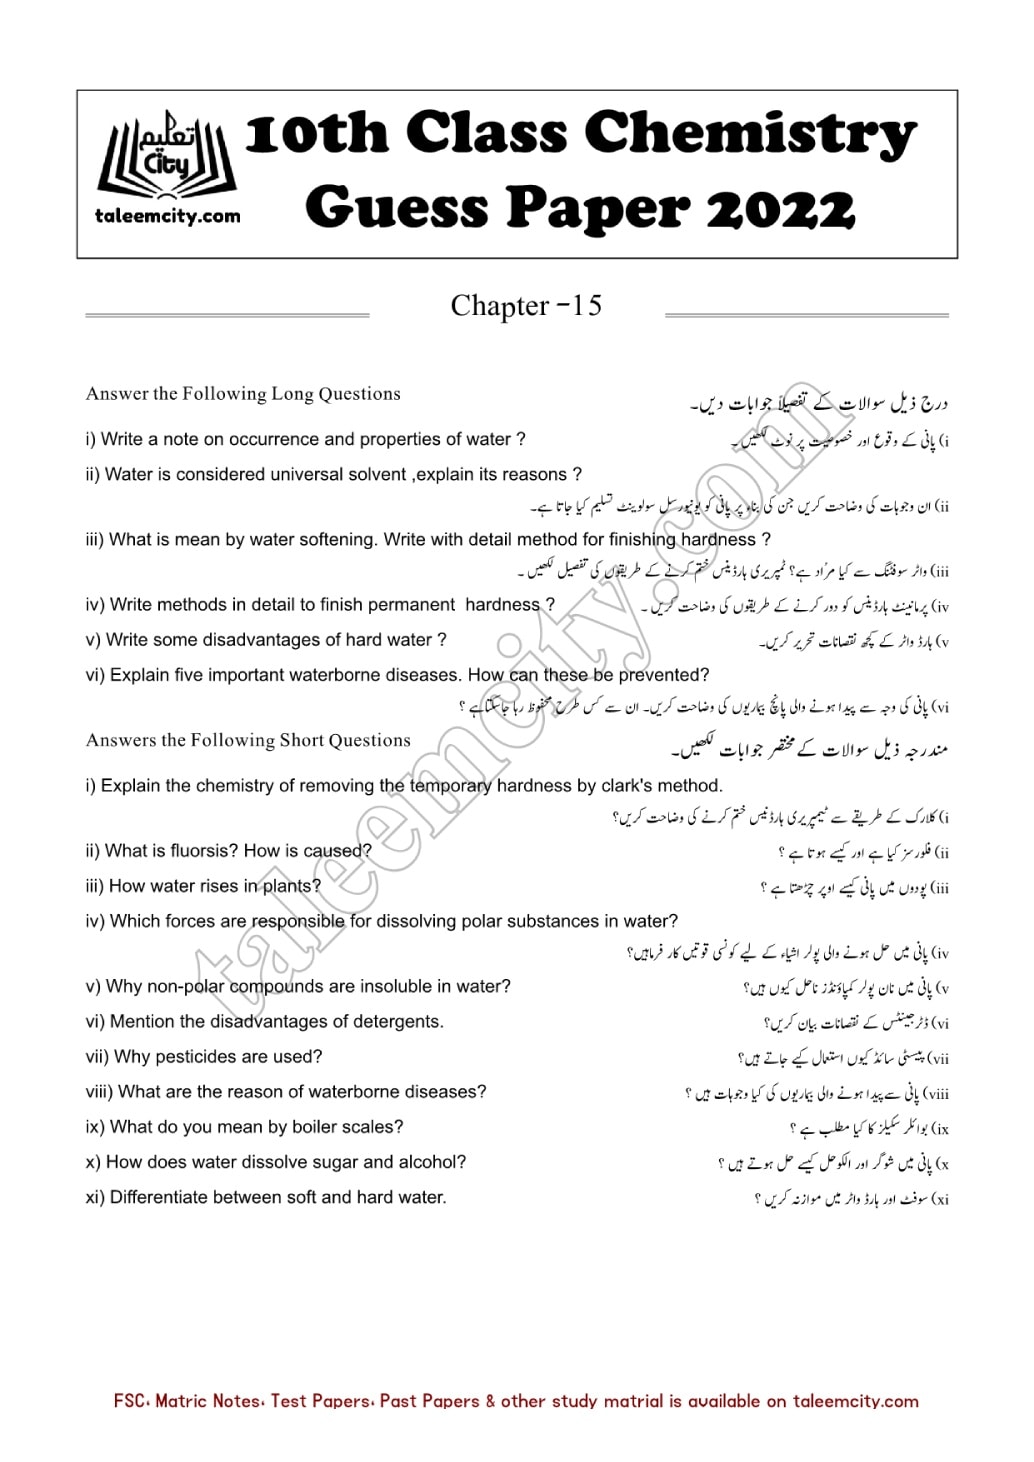 تعلیم
City
taleemcity.com
10th Class Chemistry
Guess Paper 2022
Chapter -15
Answer the Following Long Questions
درج ذیل سوالات کے تفصیلاً جوابات دیں۔
i) Write a note on occurrence and properties of water ?
i) پانی کے وقوع اور خصوصیت پر نوٹ لکھیں۔
ii) Water is considered universal solvent ,explain its reasons ?
ii) ان وجوہات کی وضاحت کریں جن کی بناء پر پانی کو یونیورسل سولوینٹ تسلیم کیا جاتا ہے۔
iii) What is mean by water softening. Write with detail method for finishing hardness ?
iii) واٹر سوفٹنگ سے کیا مرُاد ہے؟ ٹمپریری ہارڈینس ختم کرنے کے طریقوں کی تفصیل لکھیں۔
iv) Write methods in detail to finish permanent hardness ?
iv) پرمانینٹ ہارڈینس کو دور کرنے کے طریقوں کی وضاحت کریں۔
v) Write some disadvantages of hard water ?
v) ہارڈ واٹر کے کچھ نقصانات تحریر کریں۔
vi) Explain five important waterborne diseases. How can these be prevented?
vi) پانی کی وجہ سے پیدا ہونے والی پانچ بیماریوں کی وضاحت کریں۔ ان سے کس طرح محفوظ رہا جاسکتا ہے ؟
Answers the Following Short Questions
مندرجہ ذیل سوالات کے مختصر جوابات لکھیں۔
i) Explain the chemistry of removing the temporary hardness by clark's method.
i) کلارک کے طریقے سے ٹیمپریری ہارڈنیس ختم کرنے کی وضاحت کریں؟
ii) What is fluorsis? How is caused?
ii) فلورسز کیا ہے اور کیسے ہوتا ہے ؟
iii) How water rises in plants?
iii) پودوں میں پانی کیسے اوپر چڑھتا ہے ؟
iv) Which forces are responsible for dissolving polar substances in water?
iv) پانی میں حل ہونے والی پولر اشیاء کے لیے کونسی قوتیں کار فرماہیں؟
v) Why non-polar compounds are insoluble in water?
v) پانی میں نان پولر کمپاؤنڈز ناحل کیوں ہیں؟
vi) Mention the disadvantages of detergents.
vi) ڈٹرجینٹس کے نقصانات بیان کریں؟
vii) Why pesticides are used?
vii) پیسٹی سائڈ کیوں استعمال کیے جاتے ہیں؟
viii) What are the reason of waterborne diseases?
viii) پانی سے پیدا ہونے والی بیماریوں کی کیا وجوہات ہیں ؟
ix) What do you mean by boiler scales?
ix) بوائلر سکیلز کا کیا مطلب ہے ؟
x) How does water dissolve sugar and alcohol?
x) پانی میں شوگر اور الکوحل کیسے حل ہوتے ہیں ؟
xi) Differentiate between soft and hard water.
xi) سوفٹ اور ہارڈ واٹر میں موازنہ کریں ؟
taleemcity.com
FSC، Matric Notes، Test Papers، Past Papers & other study matrial is available on taleemcity.com